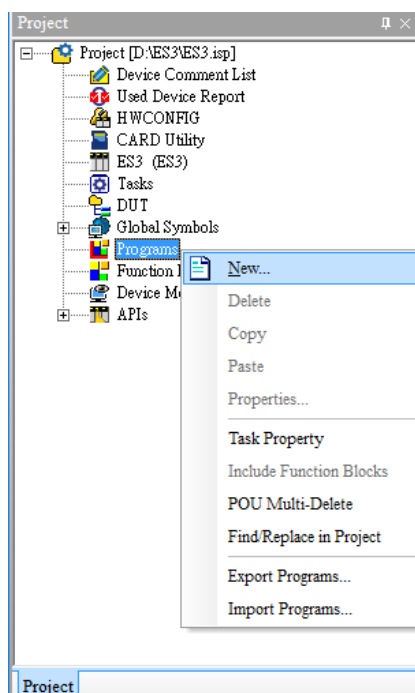 Project
Project [D:\ES3\ES3.isp]
Device Comment List
Used Device Report
HWCONFIG
CARD Utility
ES3 (ES3)
Tasks
DUT
Global Symbols
Programs
Function
Device
APIs
New...
Delete
Copy
Paste
Properties...
Task Property
Include Function Blocks
POU Multi-Delete
Find/Replace in Project
Export Programs...
Import Programs...
Project